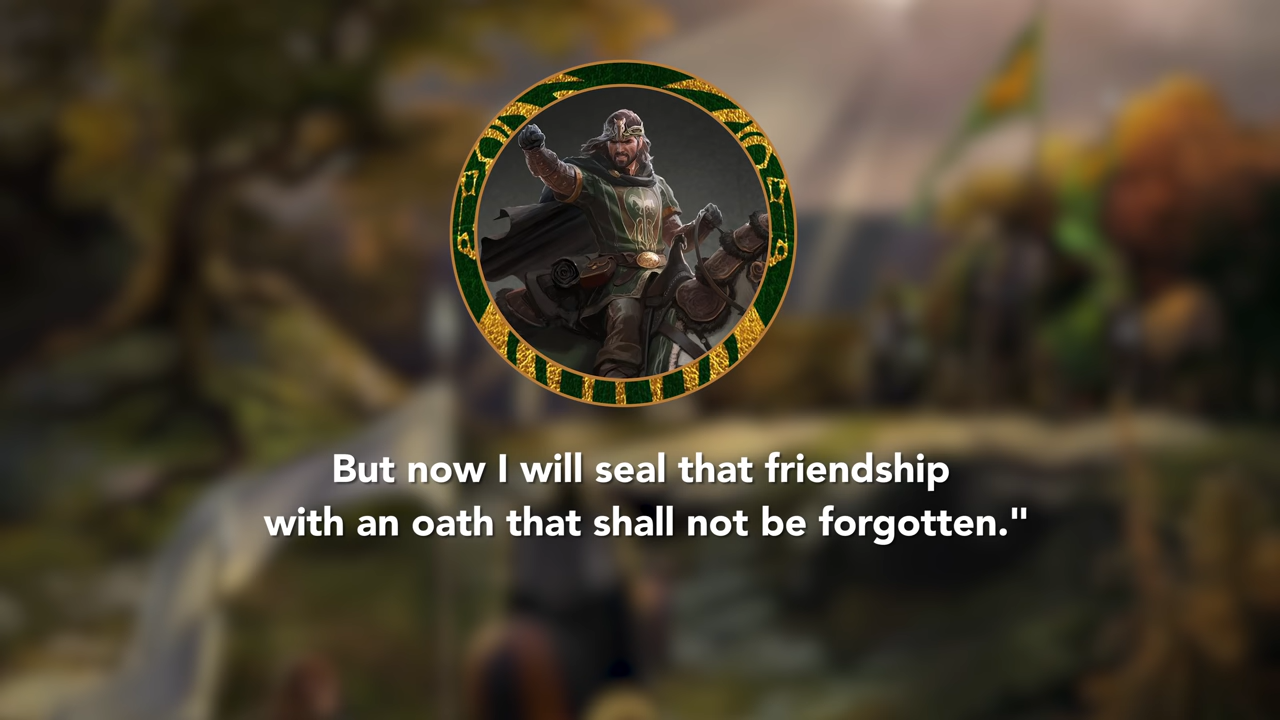 But now I will seal that friendship
with an oath that shall not be forgotten."